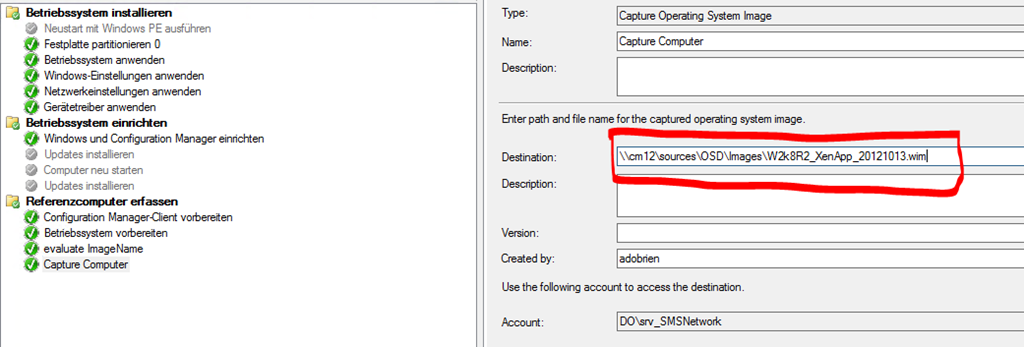 Betriebssystem installieren
Neustart mit Windows PE ausführen
Festplatte partitionieren 0
Betriebssystem anwenden
Windows-Einstellungen anwenden
Netzwerkeinstellungen anwenden
Gerätetreiber anwenden
Betriebssystem einrichten
Windows und Configuration Manager einrichten
Updates installieren
Computer neu starten
Updates installieren
Referenzcomputer erfassen
Configuration Manager-Client vorbereiten
Betriebssystem vorbereiten
evaluate ImageName
Capture Computer
Type: Capture Operating System Image
Name: Capture Computer
Description:
Enter path and file name for the captured operating system image.
Destination: \\cm12\sources\OSD\Images\W2k8R2_XenApp_20121013.wim
Description:
Version:
Created by: adobrien
Use the following account to access the destination.
Account: DO\srv_SMSNetwork